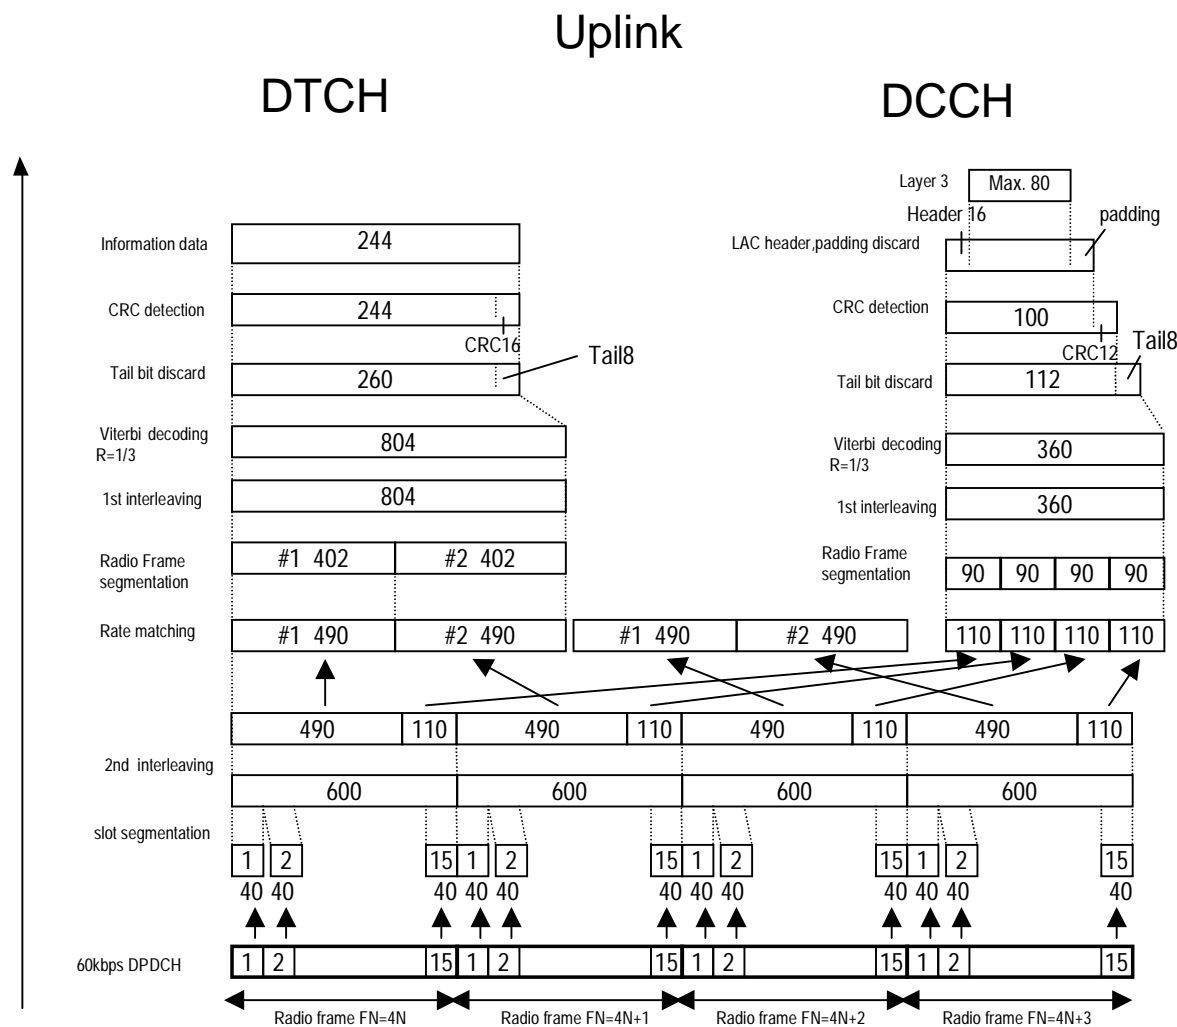 Uplink
DTCH
DCCH
Layer 3
Max. 80
Header 16
padding
Information data
244
LAC header,padding discard
CRC detection
244
CRC16
CRC detection
100
CRC12
Tail bit discard
260
Tail8
Tail bit discard
112
Tail8
Viterbi decoding
R=1/3
804
Viterbi decoding
R=1/3
360
1st interleaving
804
1st interleaving
360
Radio Frame
segmentation
#1 402
#2 402
Radio Frame
segmentation
90 90 90 90
Rate matching
#1 490
#2 490
#1 490
#2 490
110 110 110 110
490 110 490 110 490 110 490 110
2nd interleaving
600 600 600 600
slot segmentation
1 2 15 1 2 15 1 2 15 1 2 15
40 40 40 40 40 40 40 40 40 40 40 40
60kbps DPDCH
1 2 15 1 2 15 1 2 15 1 2 15
Radio frame FN=4N
Radio frame FN=4N+1
Radio frame FN=4N+2
Radio frame FN=4N+3